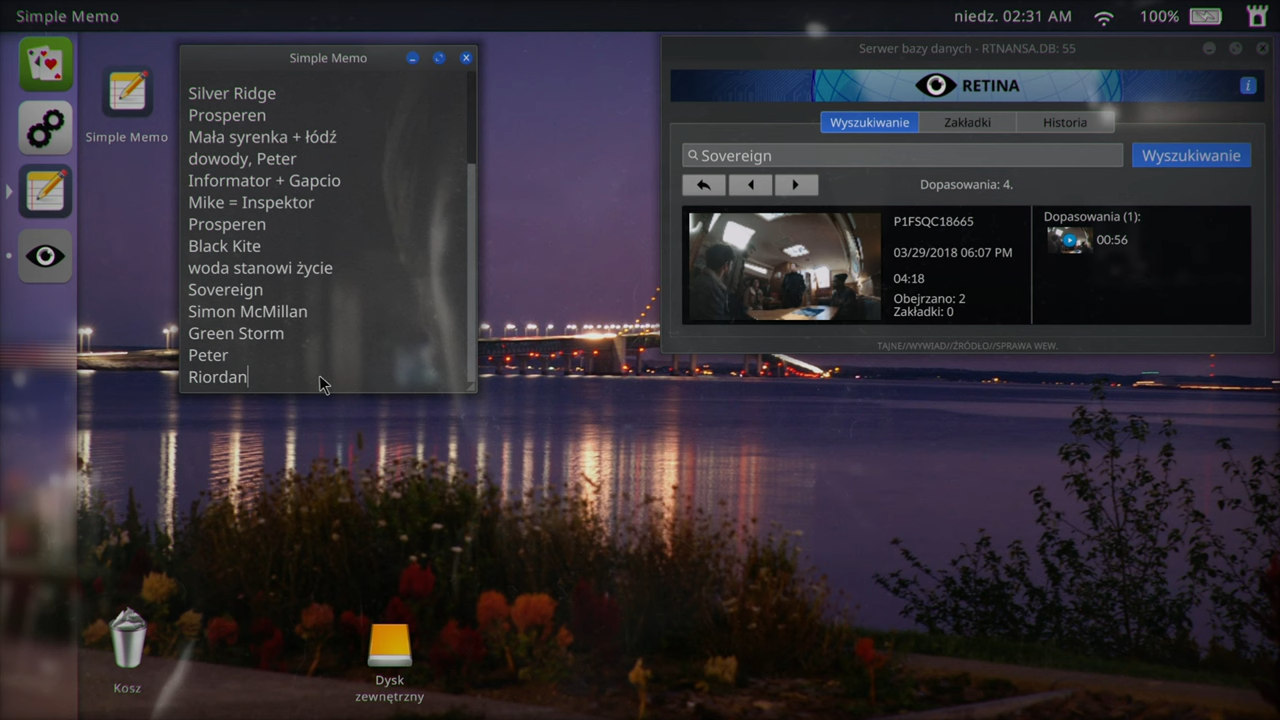 Simple Memo
niedz. 02:31 AM
100%
Simple Memo
Simple Memo
Silver Ridge
Prosperen
Mała syrenka + łódź
dowody, Peter
Informator + Gapcio
Mike = Inspektor
Prosperen
Black Kite
woda stanowi życie
Sovereign
Simon McMillan
Green Storm
Peter
Riordan
Serwer bazy danych - RTNANSA.DB: 55
RETINA
i
Wyszukiwanie
Zakładki
Historia
Sovereign
Wyszukiwanie
Dopasowania: 4.
P1FSQC18665
03/29/2018 06:07 PM
04:18
Obejrzano: 2
Zakładki: 0
Dopasowania (1):
00:56
TAJNE//WYWIAD//ŹRÓDŁO//SPRAWA WEW.
Kosz
Dysk
zewnętrzny